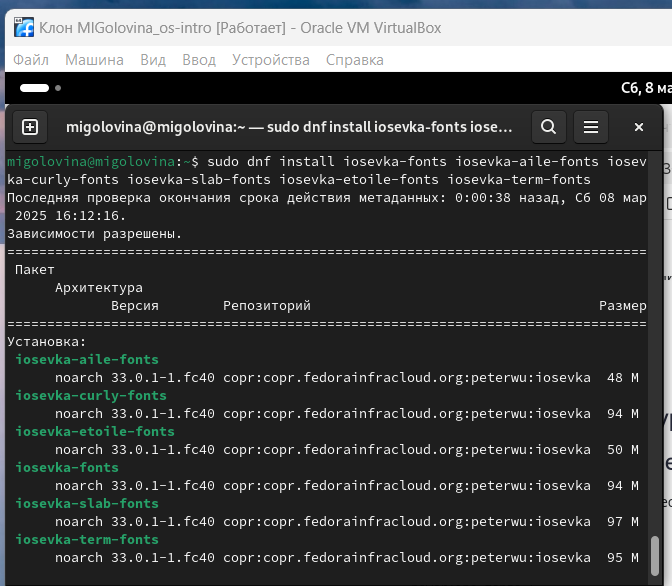 Клон MIGolovina_os-intro [Работает] - Oracle VM VirtualBox
Файл Машина Вид Ввод Устройства Справка
Сб, 8 ма
migolovina@migolovina:~ — sudo dnf install iosevka-fonts iose...
migolovina@migolovina:~$ sudo dnf install iosevka-fonts iosevka-aile-fonts iosev
ka-curly-fonts iosevka-slab-fonts iosevka-etoile-fonts iosevka-term-fonts
Последняя проверка окончания срока действия метаданных: 0:00:38 назад, Сб 08 мар
2025 16:12:16.
Зависимости разрешены.
================================================================================
Пакет
Архитектура
Версия Репозиторий Размер
================================================================================
Установка:
iosevka-aile-fonts
noarch 33.0.1-1.fc40 copr:copr.fedorainfracloud.org:peterwu:iosevka 48 M
iosevka-curly-fonts
noarch 33.0.1-1.fc40 copr:copr.fedorainfracloud.org:peterwu:iosevka 94 M
iosevka-etoile-fonts
noarch 33.0.1-1.fc40 copr:copr.fedorainfracloud.org:peterwu:iosevka 50 M
iosevka-fonts
noarch 33.0.1-1.fc40 copr:copr.fedorainfracloud.org:peterwu:iosevka 94 M
iosevka-slab-fonts
noarch 33.0.1-1.fc40 copr:copr.fedorainfracloud.org:peterwu:iosevka 97 M
iosevka-term-fonts
noarch 33.0.1-1.fc40 copr:copr.fedorainfracloud.org:peterwu:iosevka 95 M